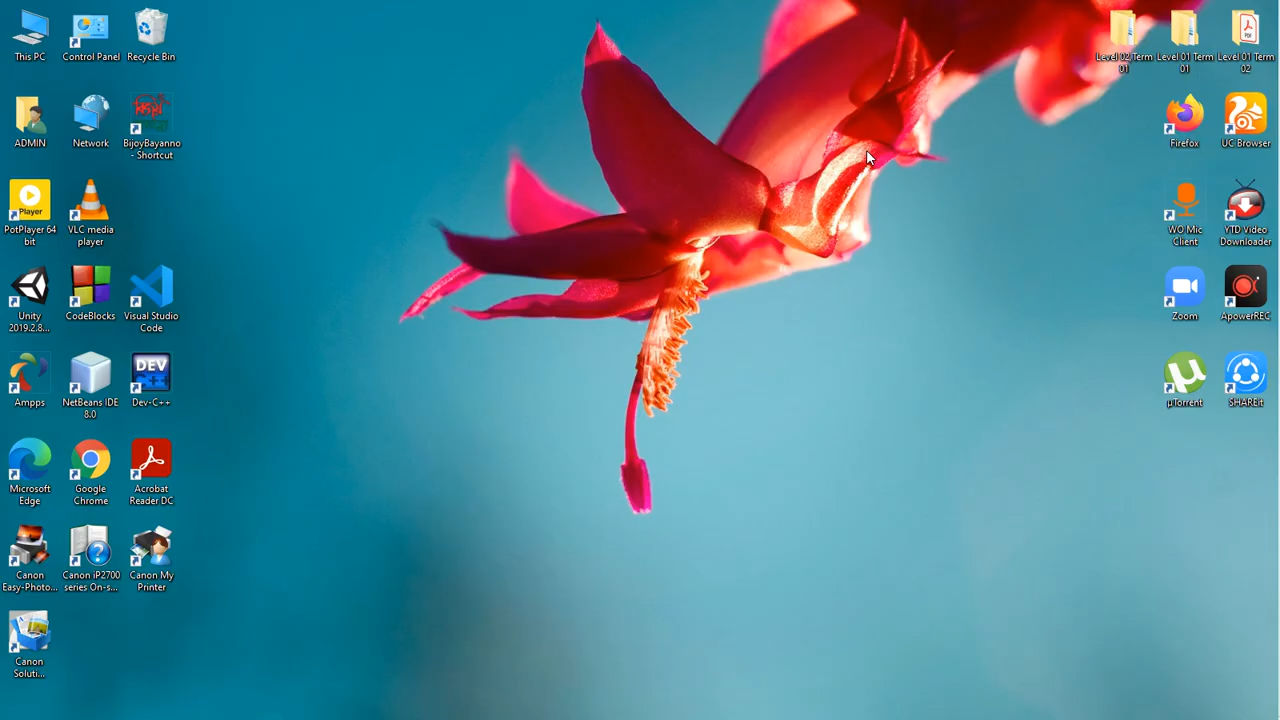 This PC
Control Panel
Recycle Bin
ADMIN
Network
BijoyBayanno
- Shortcut
Player
PotPlayer 64
bit
VLC media
player
Unity
2019.2.8...
CodeBlocks
Visual Studio
Code
Ampps
NetBeans IDE
8.0
DEV
C++
Dev-C++
Microsoft
Edge
Google
Chrome
Acrobat
Reader DC
Canon
Easy-Photo...
Canon iP2700
series On-s...
Canon My
Printer
Canon
Soluti...
Level 02 Term
01
Level 01 Term
01
PDF
Level 01 Term
02
Firefox
UC Browser
WO Mic
Client
YTD Video
Downloader
Zoom
ApowerREC
µTorrent
SHAREit